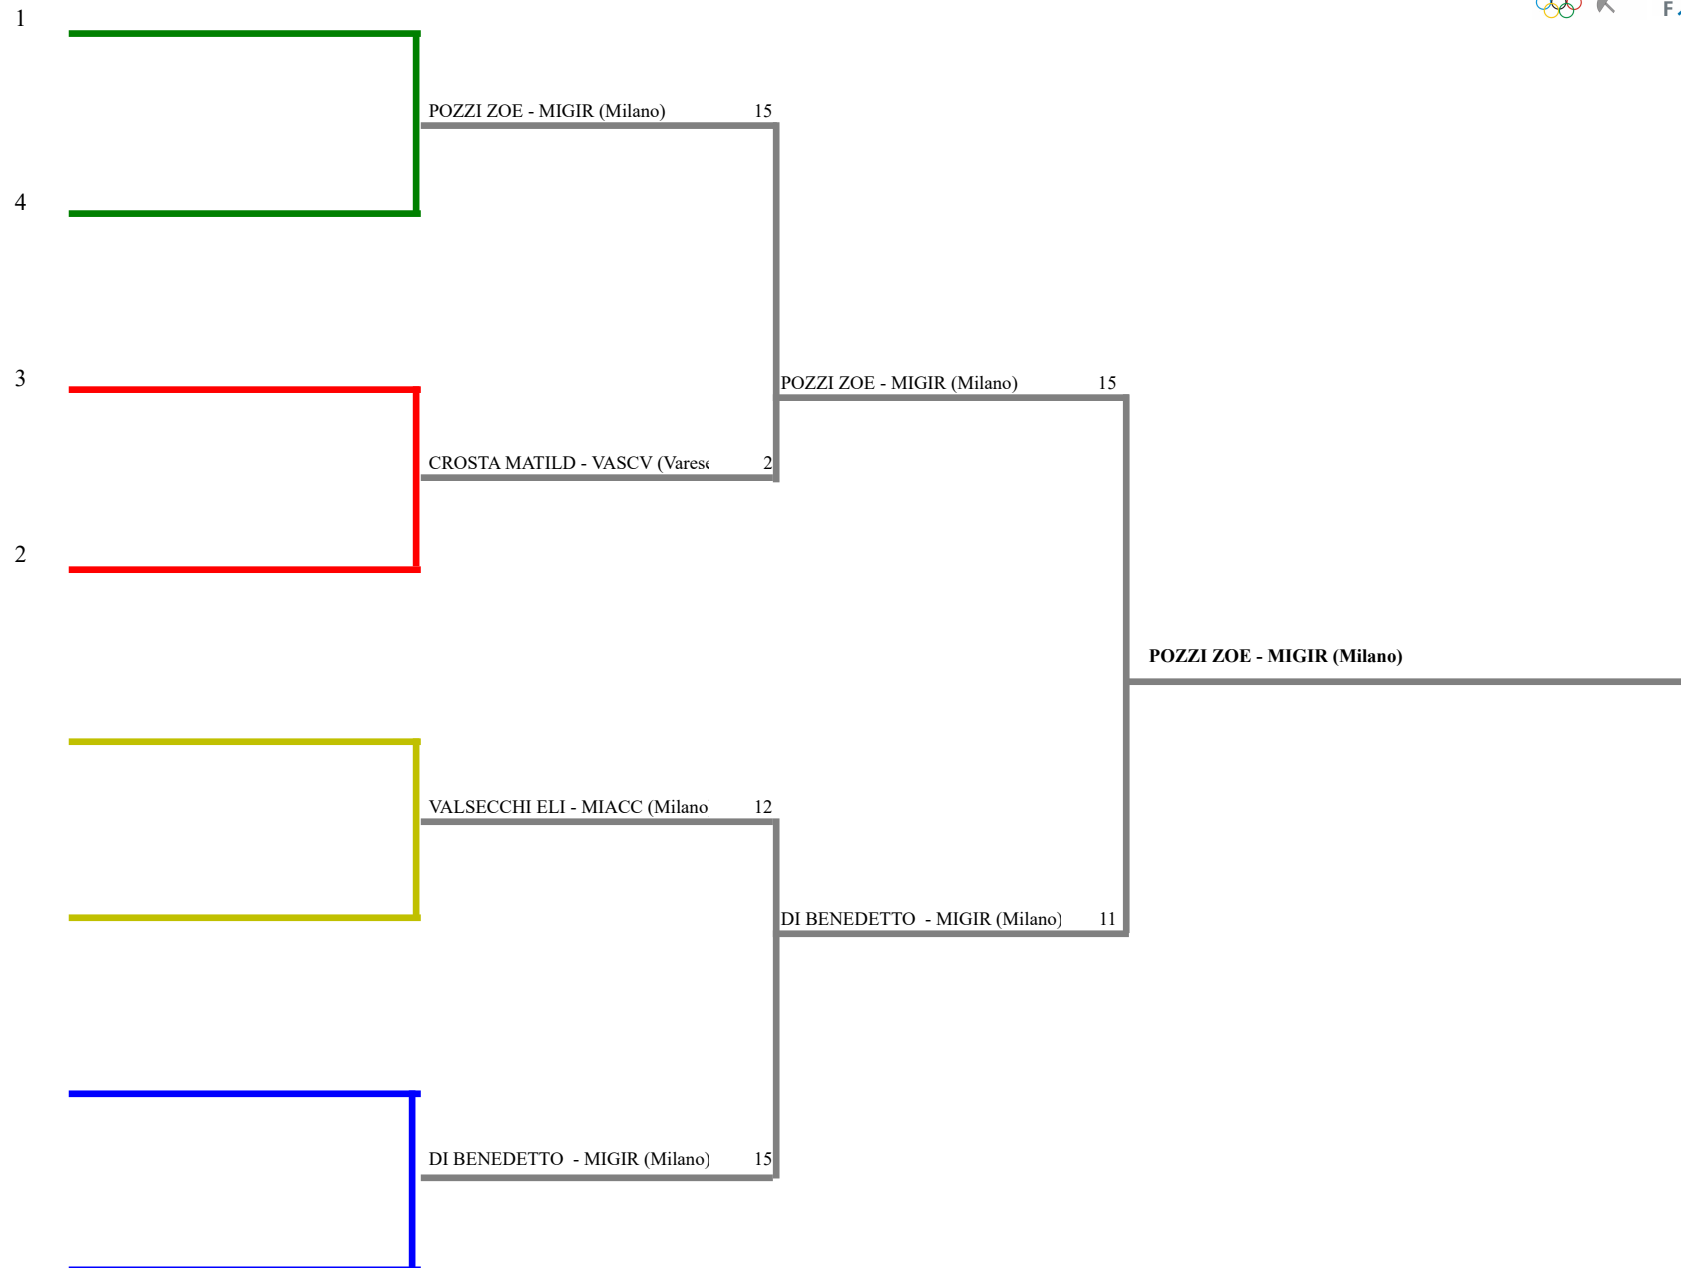 1
POZZI ZOE - MIGIR (Milano) 15
4
3
POZZI ZOE - MIGIR (Milano) 15
CROSTA MATILD - VASCV (Varese 2
2
POZZI ZOE - MIGIR (Milano)
VALSECCHI ELI - MIACC (Milano 12
DI BENEDETTO - MIGIR (Milano) 11
DI BENEDETTO - MIGIR (Milano) 15